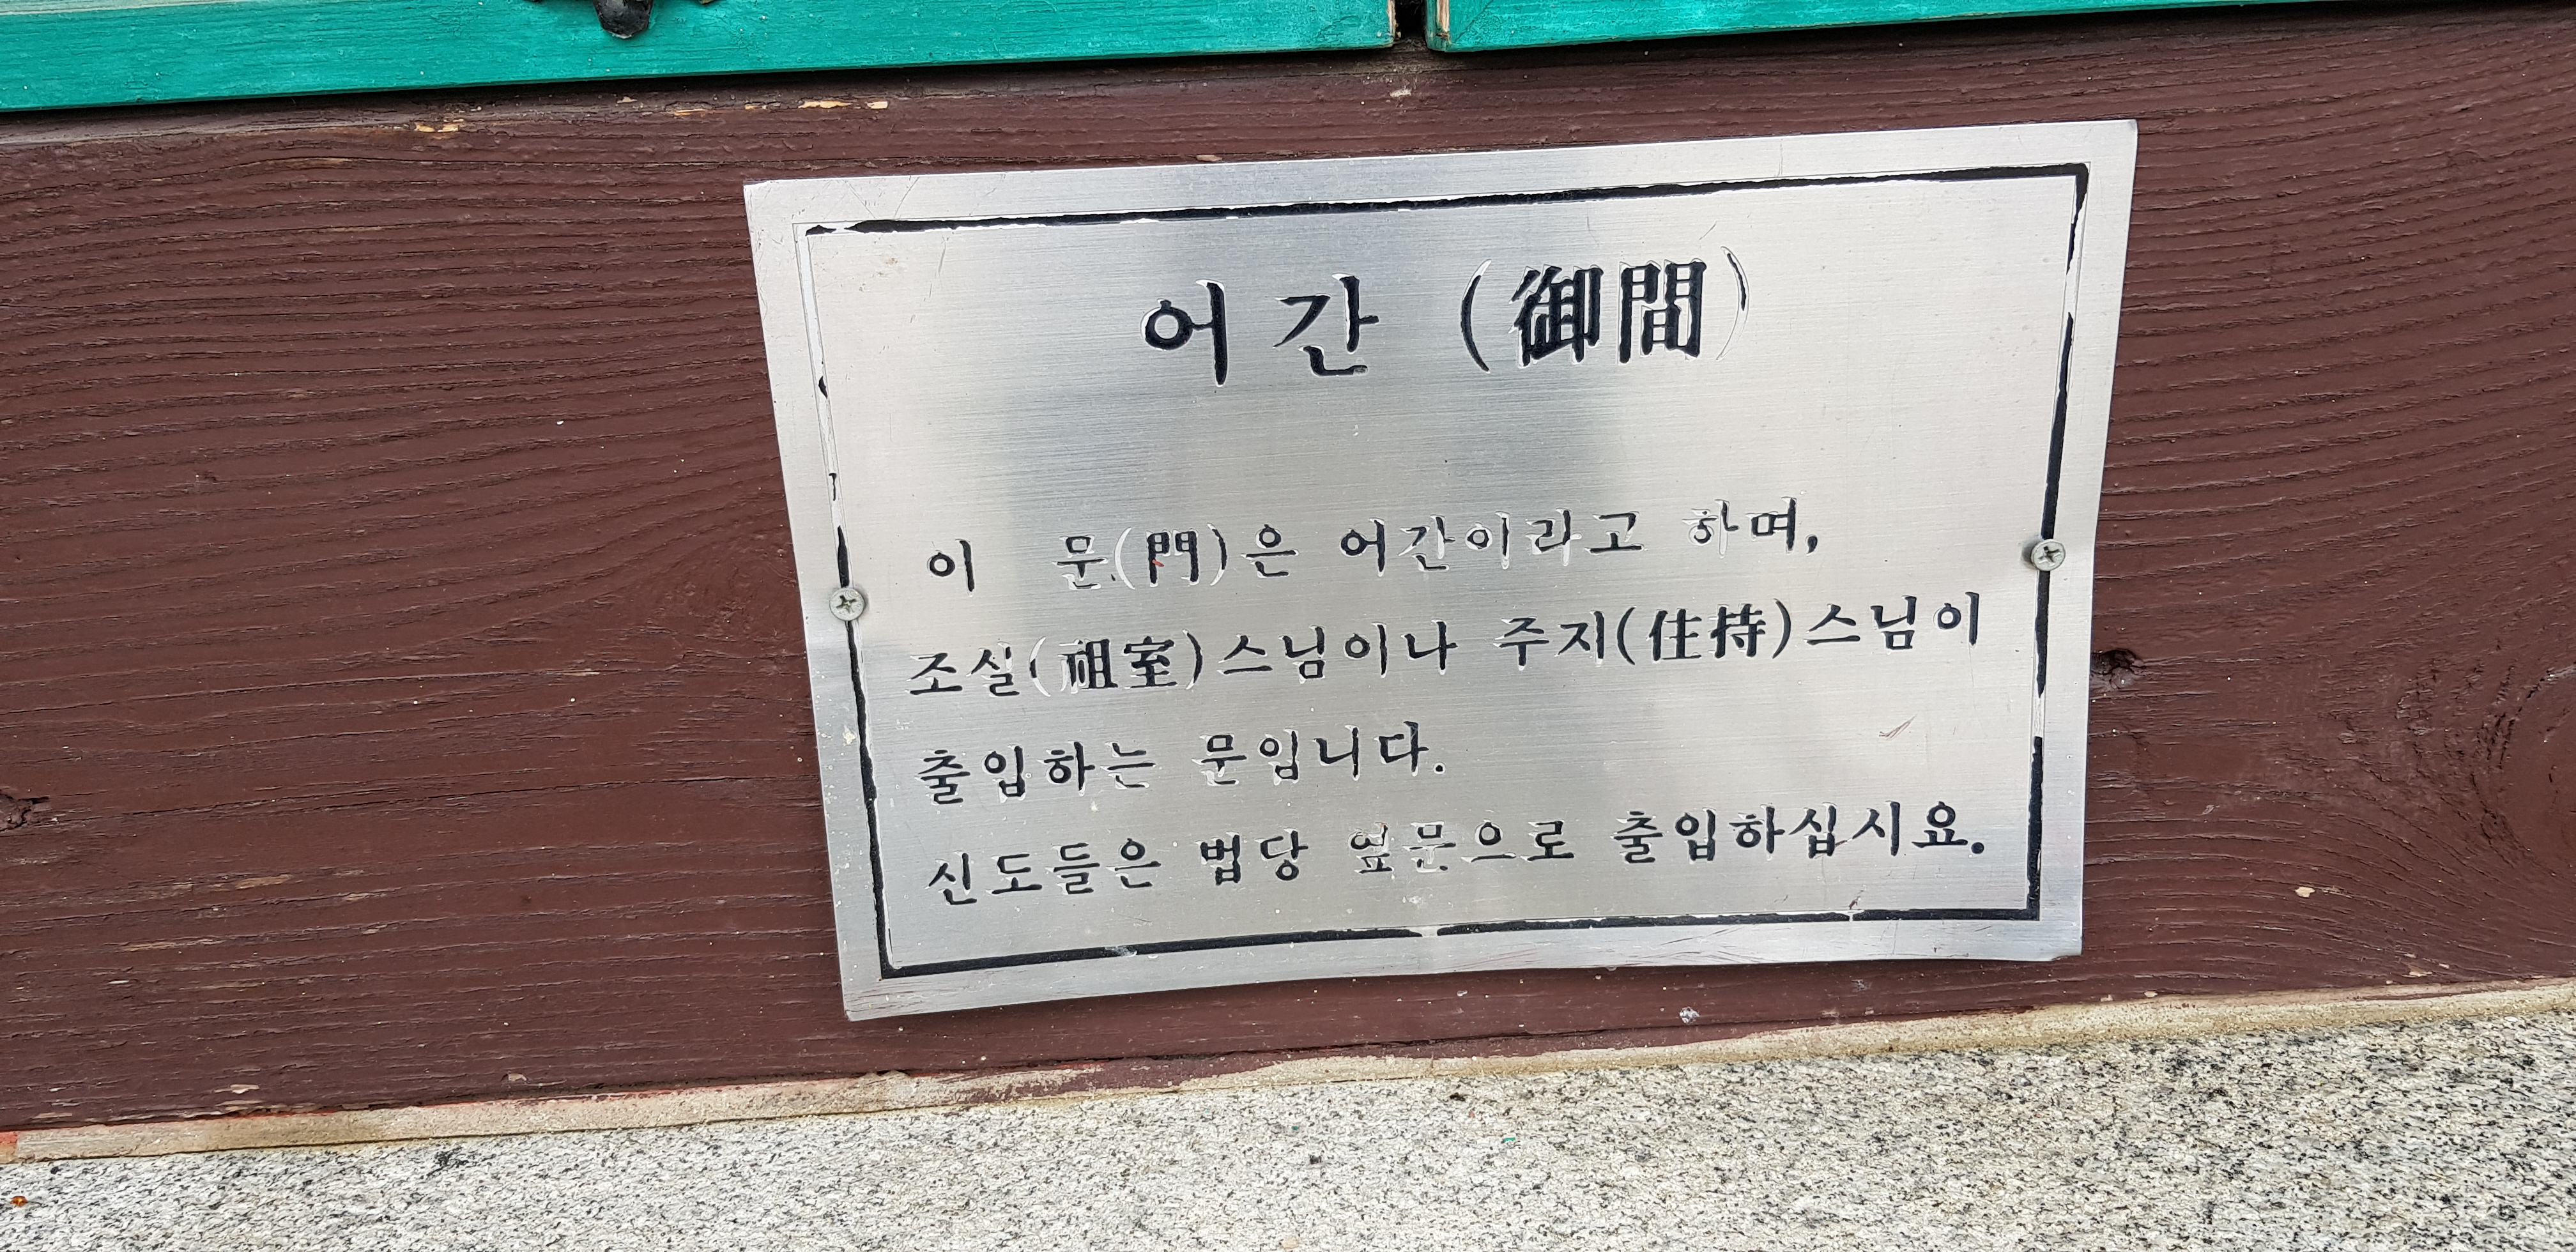 어간 (御間)
이 문(門)은 어간이라고 하며,
조실(祖室)스님이나 주지(住持)스님이
출입하는 문입니다.
신도들은 법당 옆문으로 출입하십시요.